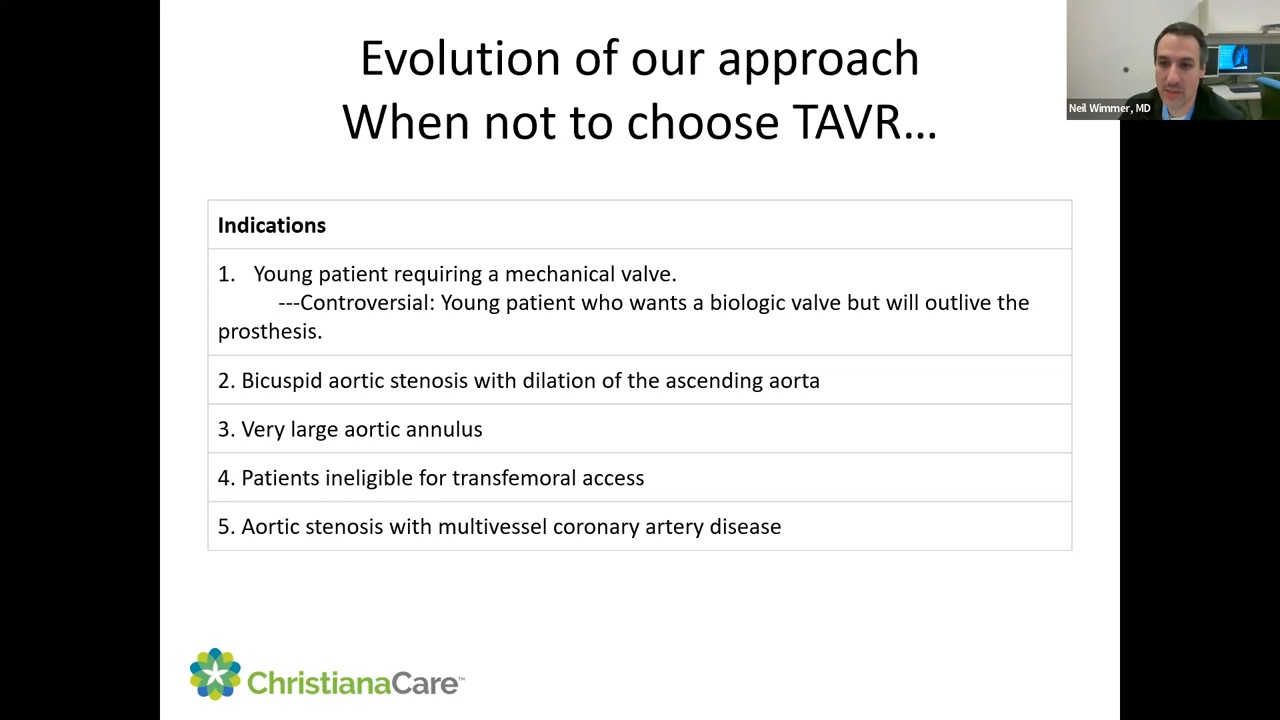 Evolution of our approach
When not to choose TAVR…
Neil Wimmer, MD
Indications
1. Young patient requiring a mechanical valve.
---Controversial: Young patient who wants a biologic valve but will outlive the
prosthesis.
2. Bicuspid aortic stenosis with dilation of the ascending aorta
3. Very large aortic annulus
4. Patients ineligible for transfemoral access
5. Aortic stenosis with multivessel coronary artery disease
ChristianaCare™